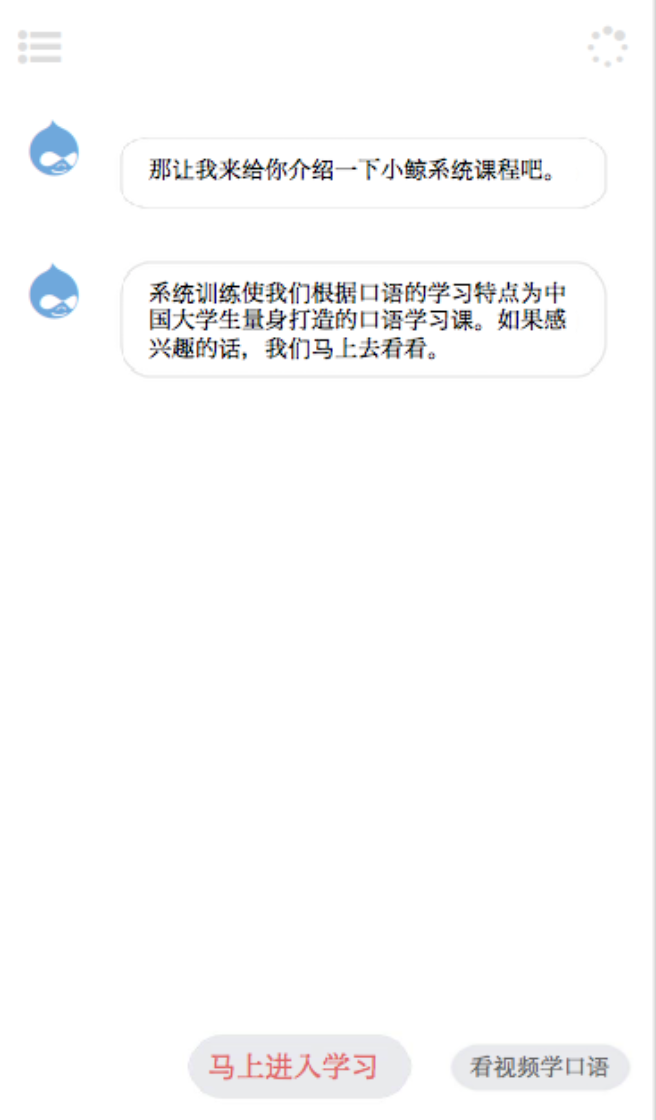 那让我来给你介绍一下小鲸系统课程吧。
系统训练使我们根据口语的学习特点为中
国大学生量身打造的口语学习课。如果感
兴趣的话，我们马上去看看。
马上进入学习
看视频学口语